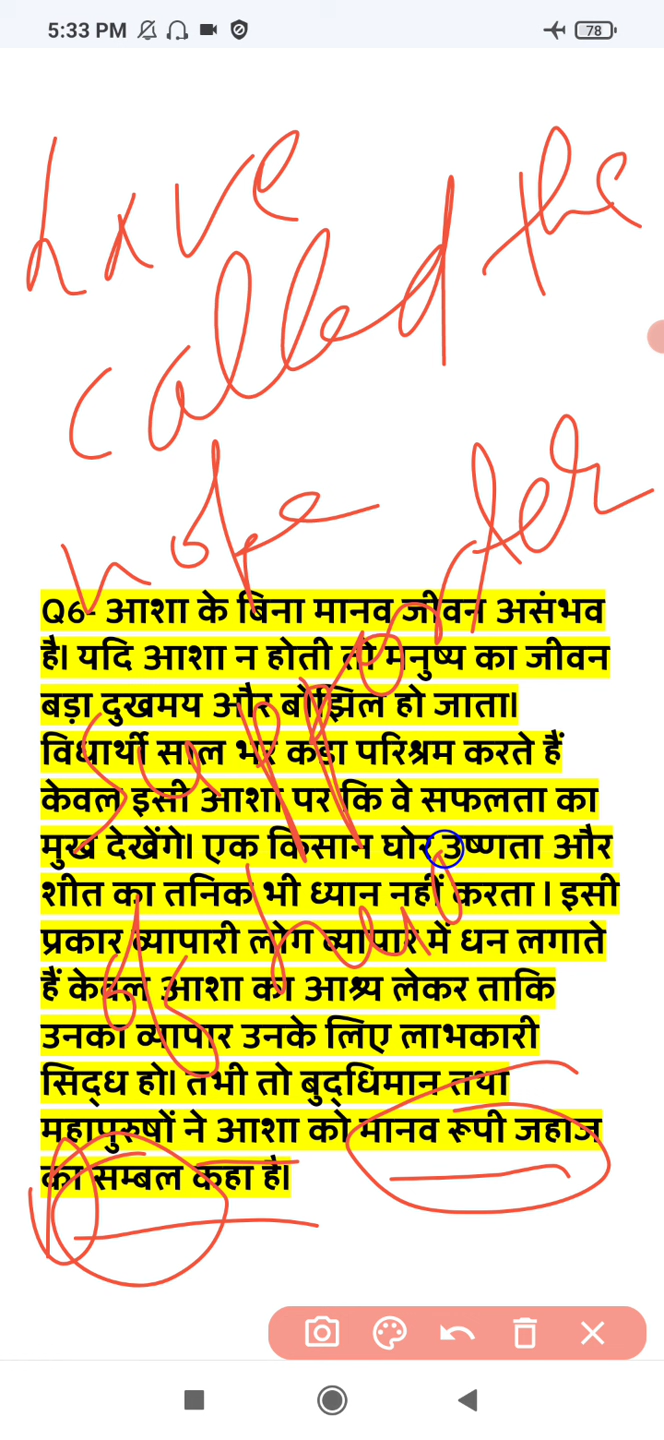 5:33 PM
78
have
called the
hope
supporter
of hu
Q6- आशा के बिना मानव जीवन असंभव
है। यदि आशा न होती तो मनुष्य का जीवन
बड़ा दुखमय और बोझिल हो जाता।
विधार्थी साल भर कड़ा परिश्रम करते हैं
केवल इसी आशा पर कि वे सफलता का
मुख देखेंगे। एक किसान घोर उष्णता और
शीत का तनिक भी ध्यान नहीं करता । इसी
प्रकार व्यापारी लोग व्यापार में धन लगाते
हैं केवल आशा का आश्य लेकर ताकि
उनका व्यापार उनके लिए लाभकारी
सिद्ध हो। तभी तो बुद्धिमान तथा
महापुरुषों ने आशा को मानव रूपी जहाज
का सम्बल कहा है।